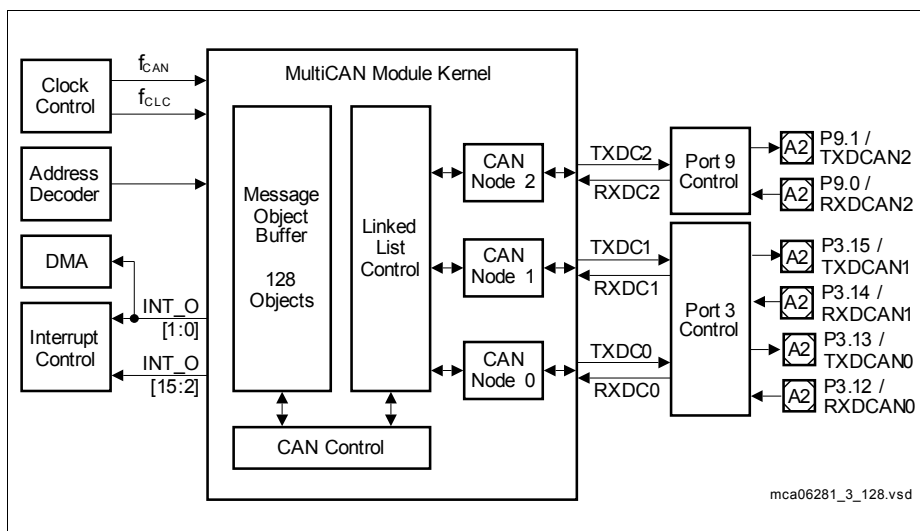 Clock
Control
fCAN
fCLC
Address
Decoder
DMA
Interrupt
Control
INT_O
[1:0]
INT_O
[15:2]
MultiCAN Module Kernel
Message
Object
Buffer
128
Objects
Linked
List
Control
CAN Control
CAN
Node 2
CAN
Node 1
CAN
Node 0
TXDC2
RXDC2
TXDC1
RXDC1
TXDC0
RXDC0
Port 9
Control
Port 3
Control
A2
P9.1 /
TXDCAN2
A2
P9.0 /
RXDCAN2
A2
P3.15 /
TXDCAN1
A2
P3.14 /
RXDCAN1
A2
P3.13 /
TXDCAN0
A2
P3.12 /
RXDCAN0
mca06281_3_128.vsd